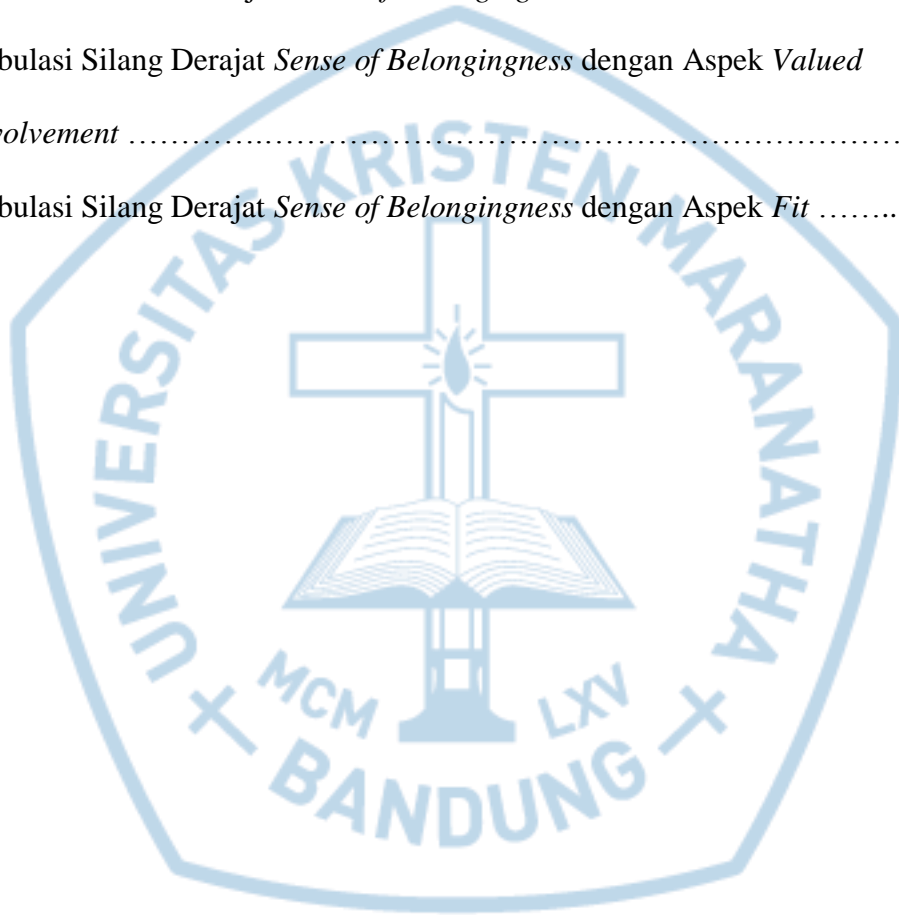 bulasi Silang Derajat Sense of Belongingness dengan Aspek Valued
volvement ……………………………………………………………………
bulasi Silang Derajat Sense of Belongingness dengan Aspek Fit ……..
UNIVERSITAS KRISTEN MARANATHA
MCM LXV
BANDUNG